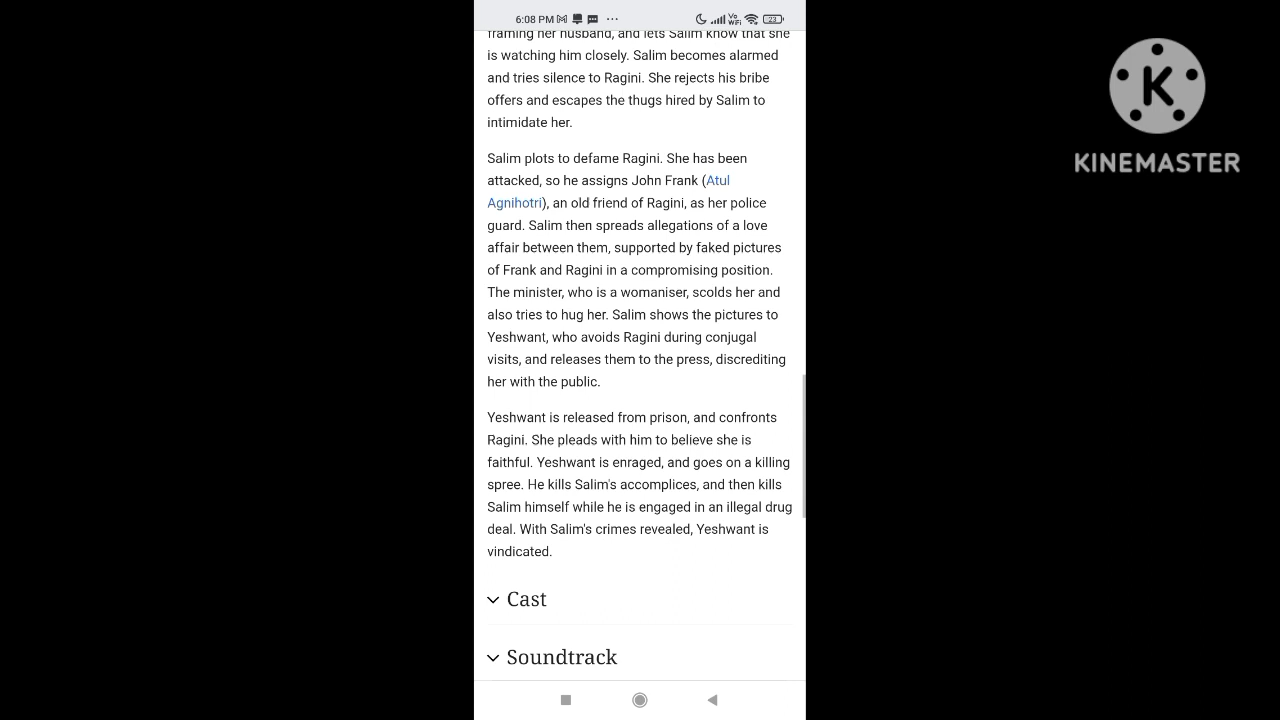 6:08 PM
Vo
WiFi
23
framing her husband, and lets Salim know that she
is watching him closely. Salim becomes alarmed
and tries silence to Ragini. She rejects his bribe
offers and escapes the thugs hired by Salim to
intimidate her.
Salim plots to defame Ragini. She has been
attacked, so he assigns John Frank (Atul
Agnihotri), an old friend of Ragini, as her police
guard. Salim then spreads allegations of a love
affair between them, supported by faked pictures
of Frank and Ragini in a compromising position.
The minister, who is a womaniser, scolds her and
also tries to hug her. Salim shows the pictures to
Yeshwant, who avoids Ragini during conjugal
visits, and releases them to the press, discrediting
her with the public.
Yeshwant is released from prison, and confronts
Ragini. She pleads with him to believe she is
faithful. Yeshwant is enraged, and goes on a killing
spree. He kills Salim's accomplices, and then kills
Salim himself while he is engaged in an illegal drug
deal. With Salim's crimes revealed, Yeshwant is
vindicated.
Cast
Soundtrack
K
KINEMASTER